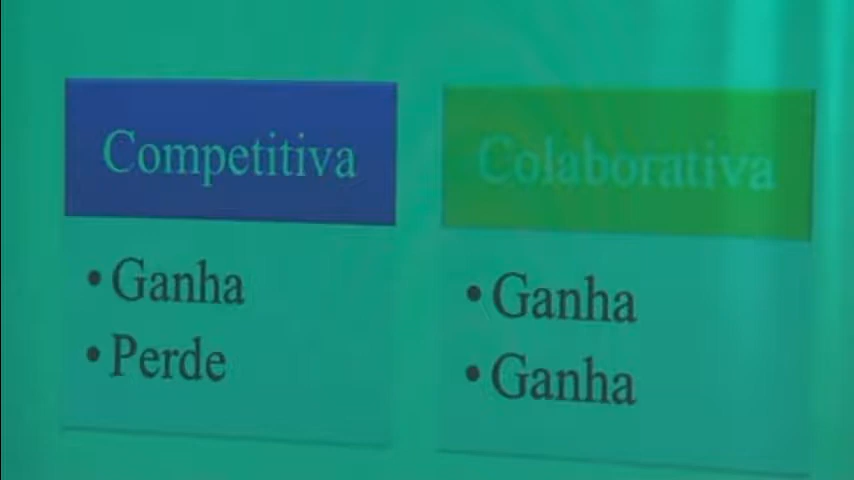 Competitiva
• Ganha
• Perde
Colaborativa
• Ganha
• Ganha